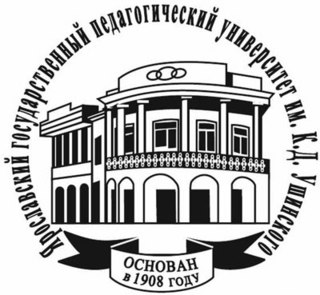 Ярославский государственный педагогический университет им. К.Д. Ушинского
ОСНОВАН
в 1908 ГОДУ